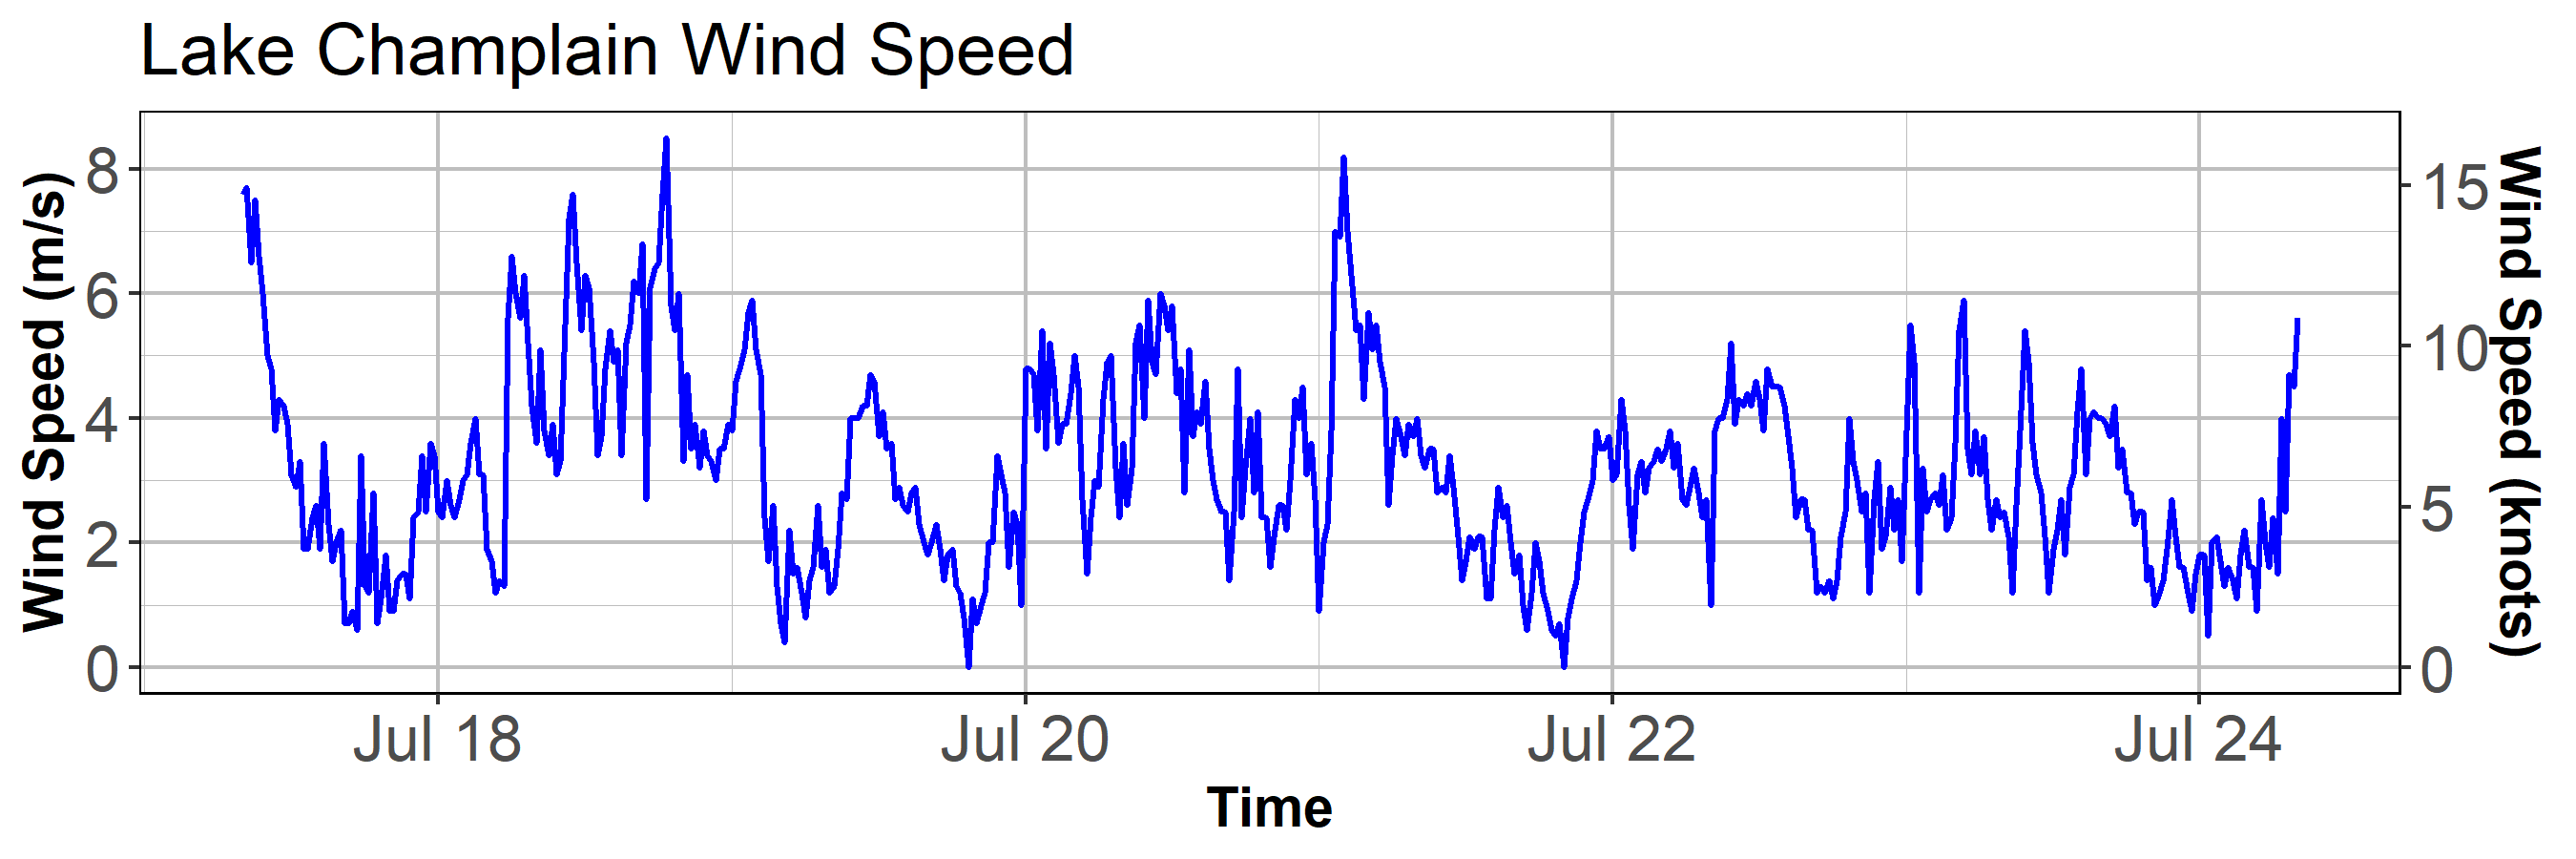 Lake Champlain Wind Speed
Wind Speed (m/s)
8
6
4
2
0
15
10
5
0
Wind Speed (knots)
Jul 18
Jul 20
Jul 22
Jul 24
Time